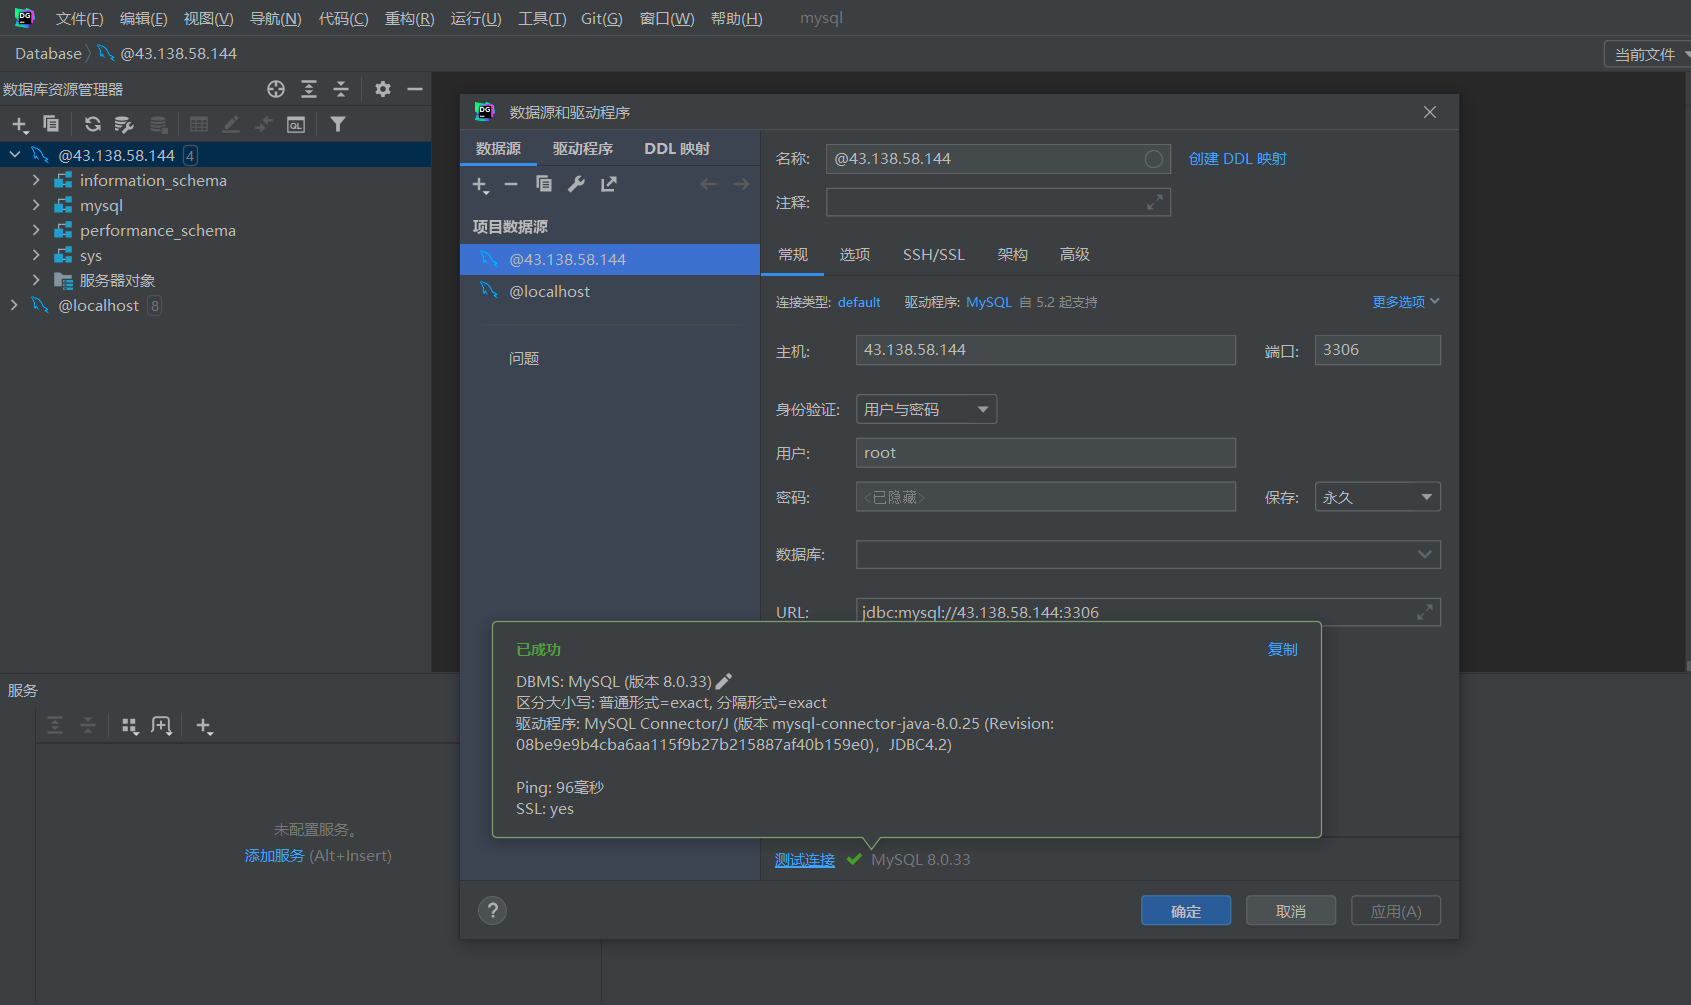 文件(F) 编辑(E) 视图(V) 导航(N) 代码(C) 重构(R) 运行(U) 工具(T) Git(G) 窗口(W) 帮助(H) mysql
Database @43.138.58.144
当前文件
数据库资源管理器
QL
@43.138.58.144 4
information_schema
mysql
performance_schema
sys
服务器对象
@localhost 8
数据源和驱动程序
数据源 驱动程序 DDL 映射
项目数据源
@43.138.58.144
@localhost
问题
名称: @43.138.58.144 创建 DDL 映射
注释:
常规 选项 SSH/SSL 架构 高级
连接类型: default 驱动程序: MySQL 自 5.2 起支持 更多选项
主机: 43.138.58.144 端口: 3306
身份验证: 用户与密码
用户: root
密码: <已隐藏> 保存: 永久
数据库:
URL: jdbc:mysql://43.138.58.144:3306
已成功 复制
DBMS: MySQL (版本 8.0.33)
区分大小写: 普通形式=exact, 分隔形式=exact
驱动程序: MySQL Connector/J (版本 mysql-connector-java-8.0.25 (Revision:
08be9e9b4cba6aa115f9b27b215887af40b159e0)，JDBC4.2)
Ping: 96毫秒
SSL: yes
测试连接 MySQL 8.0.33
? 确定 取消 应用(A)
服务
未配置服务。
添加服务 (Alt+Insert)